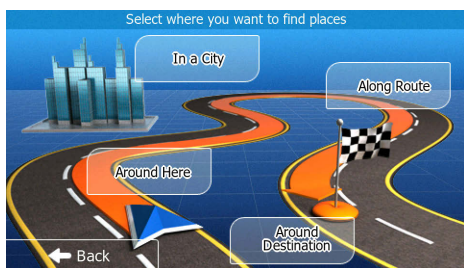 Select where you want to find places
In a City
Along Route
Around Here
Around
Destination
Back